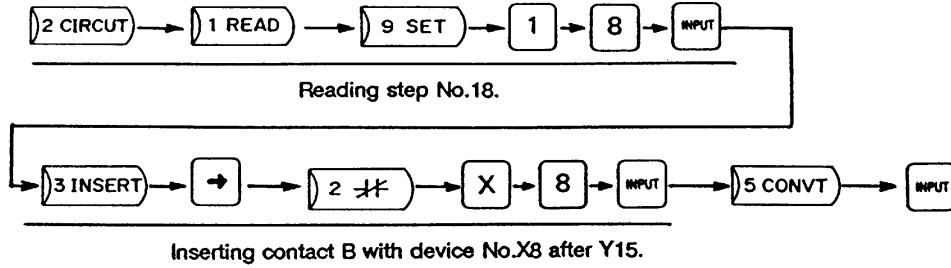 2 CIRCUT 1 READ 9 SET 1 8 INPUT
Reading step No.18.
3 INSERT 2 X 8 INPUT 5 CONVT INPUT
Inserting contact B with device No.X8 after Y15.